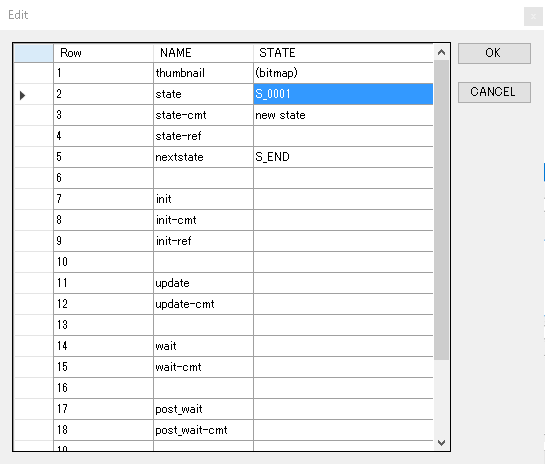 Edit
Row NAME STATE
1 thumbnail (bitmap)
2 state S_0001
3 state-cmt new state
4 state-ref
5 nextstate S_END
6
7 init
8 init-cmt
9 init-ref
10
11 update
12 update-cmt
13
14 wait
15 wait-cmt
16
17 post_wait
18 post_wait-cmt
19
OK
CANCEL